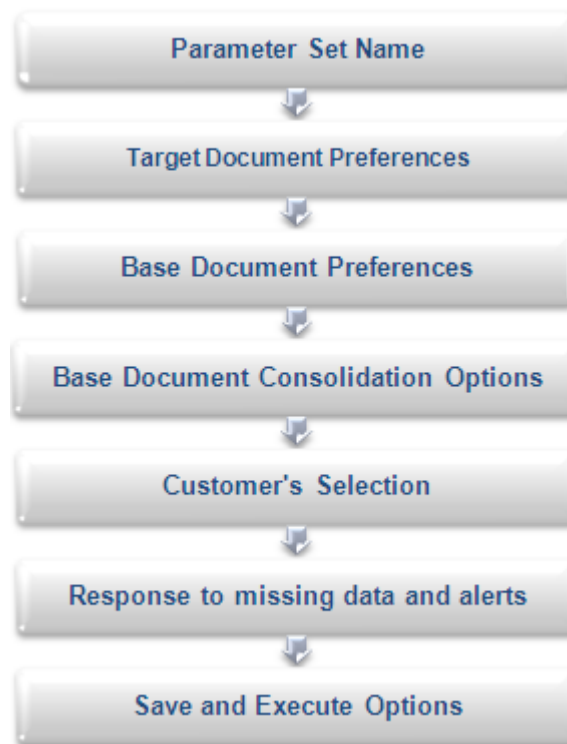 Parameter Set Name
Target Document Preferences
Base Document Preferences
Base Document Consolidation Options
Customer's Selection
Response to missing data and alerts
Save and Execute Options